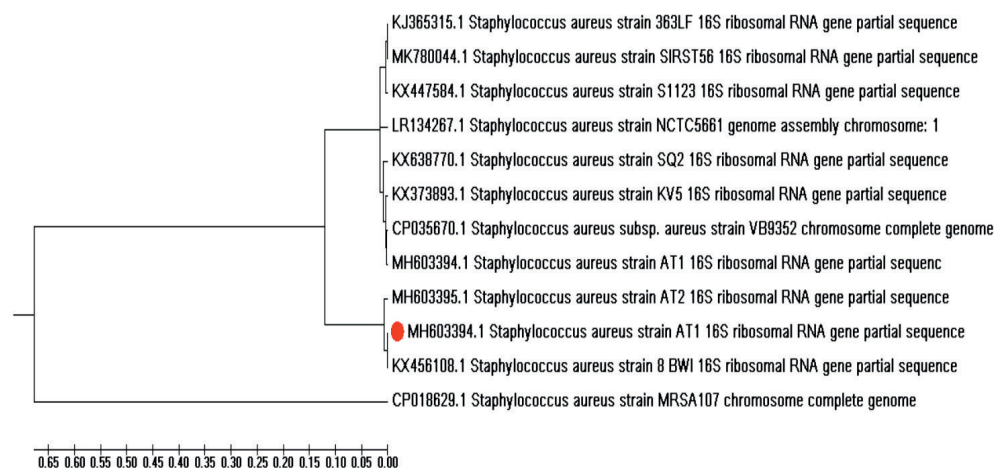 KJ365315.1 Staphylococcus aureus strain 363LF 16S ribosomal RNA gene partial sequence
MK780044.1 Staphylococcus aureus strain SIRST56 16S ribosomal RNA gene partial sequence
KX447584.1 Staphylococcus aureus strain S1123 16S ribosomal RNA gene partial sequence
LR134267.1 Staphylococcus aureus strain NCTC5661 genome assembly chromosome: 1
KX638770.1 Staphylococcus aureus strain SQ2 16S ribosomal RNA gene partial sequence
KX373893.1 Staphylococcus aureus strain KV5 16S ribosomal RNA gene partial sequence
CP035670.1 Staphylococcus aureus subsp. aureus strain VB9352 chromosome complete genome
MH603394.1 Staphylococcus aureus strain AT1 16S ribosomal RNA gene partial sequenc
MH603395.1 Staphylococcus aureus strain AT2 16S ribosomal RNA gene partial sequence
MH603394.1 Staphylococcus aureus strain AT1 16S ribosomal RNA gene partial sequence
KX456108.1 Staphylococcus aureus strain 8 BWI 16S ribosomal RNA gene partial sequence
CP018629.1 Staphylococcus aureus strain MRSA107 chromosome complete genome
0.65 0.60 0.55 0.50 0.45 0.40 0.35 0.30 0.25 0.20 0.15 0.10 0.05 0.00